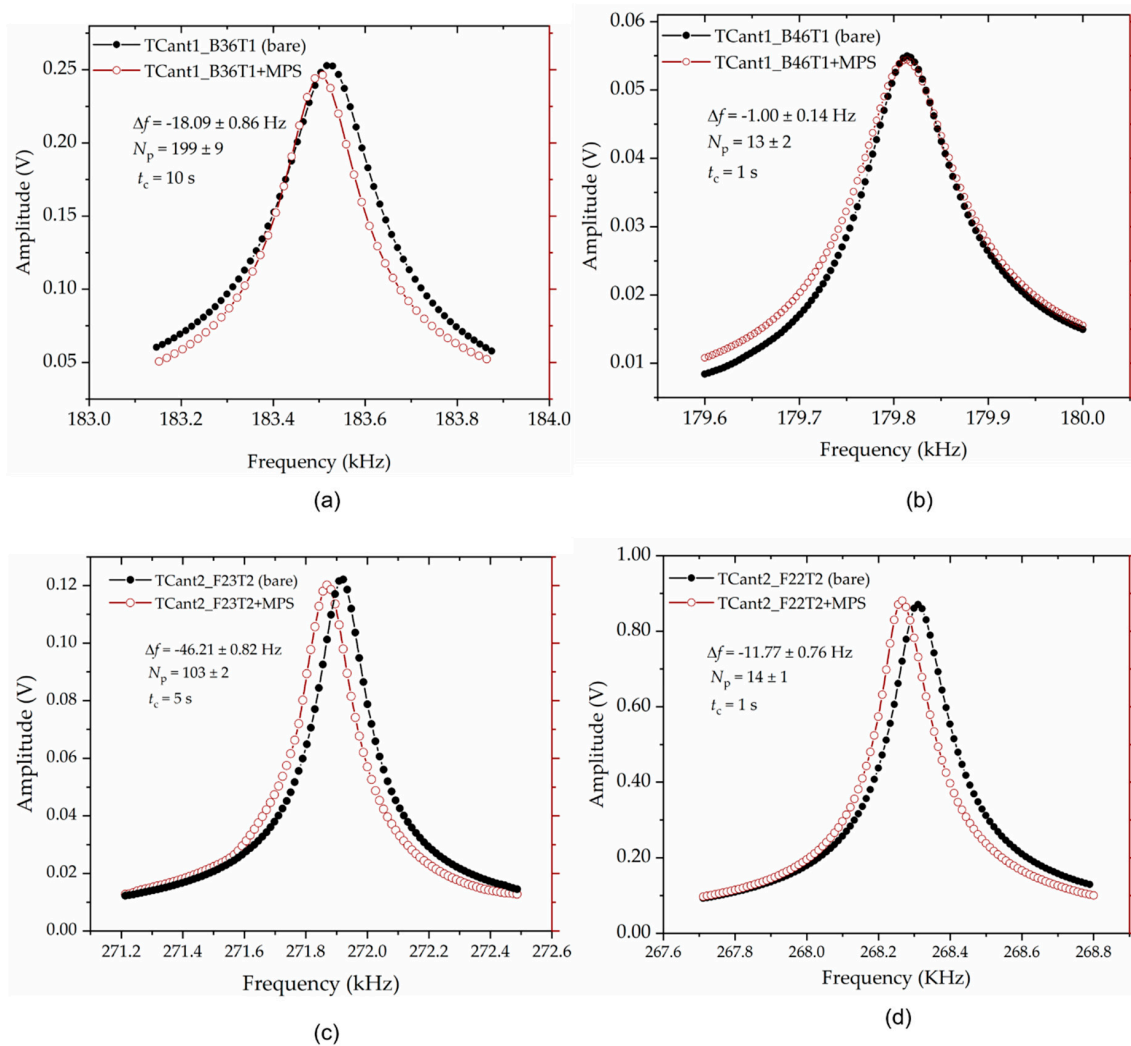 TCant1_B36T1 (bare)
TCant1_B36T1+MPS
Δf = -18.09 ± 0.86 Hz
Np = 199 ± 9
tc = 10 s
Amplitude (V)
0.25
0.20
0.15
0.10
0.05
183.0 183.2 183.4 183.6 183.8 184.0
Frequency (kHz)
(a)
TCant1_B46T1 (bare)
TCant1_B46T1+MPS
Δf = -1.00 ± 0.14 Hz
Np = 13 ± 2
tc = 1 s
Amplitude (V)
0.06
0.05
0.04
0.03
0.02
0.01
179.6 179.7 179.8 179.9 180.0
Frequency (kHz)
(b)
TCant2_F23T2 (bare)
TCant2_F23T2+MPS
Δf = -46.21 ± 0.82 Hz
Np = 103 ± 2
tc = 5 s
Amplitude (V)
0.12
0.10
0.08
0.06
0.04
0.02
0.00
271.2 271.4 271.6 271.8 272.0 272.2 272.4 272.6
Frequency (kHz)
(c)
TCant2_F22T2 (bare)
TCant2_F22T2+MPS
Δf = -11.77 ± 0.76 Hz
Np = 14 ± 1
tc = 1 s
Amplitude (V)
1.00
0.80
0.60
0.40
0.20
0.00
267.6 267.8 268.0 268.2 268.4 268.6 268.8
Frequency (KHz)
(d)